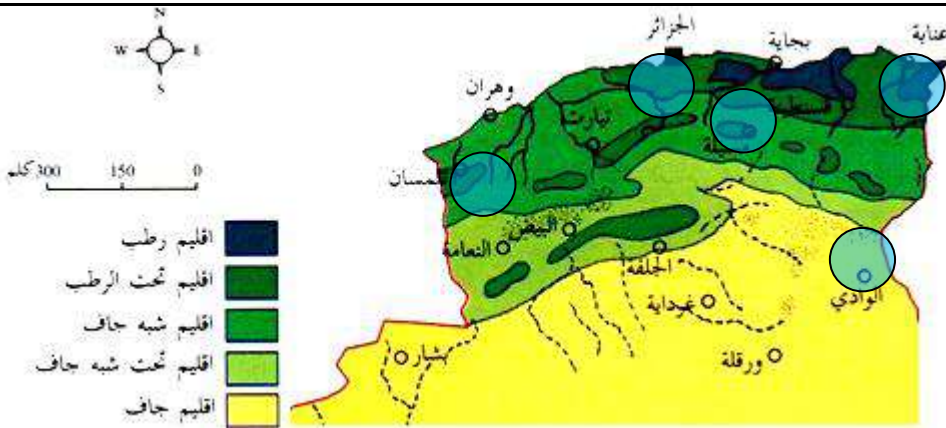 N
W E
S
الجزائر
بجاية
عنابة
وهران
تيارت
البيض
النعامة
الجلفه
الوادي
غرداية
ورقلة
بشار
300 150 0 كلم
اقليم رطب
اقليم تحت الرطب
اقليم شبه جاف
اقليم تحت شبه جاف
اقليم جاف